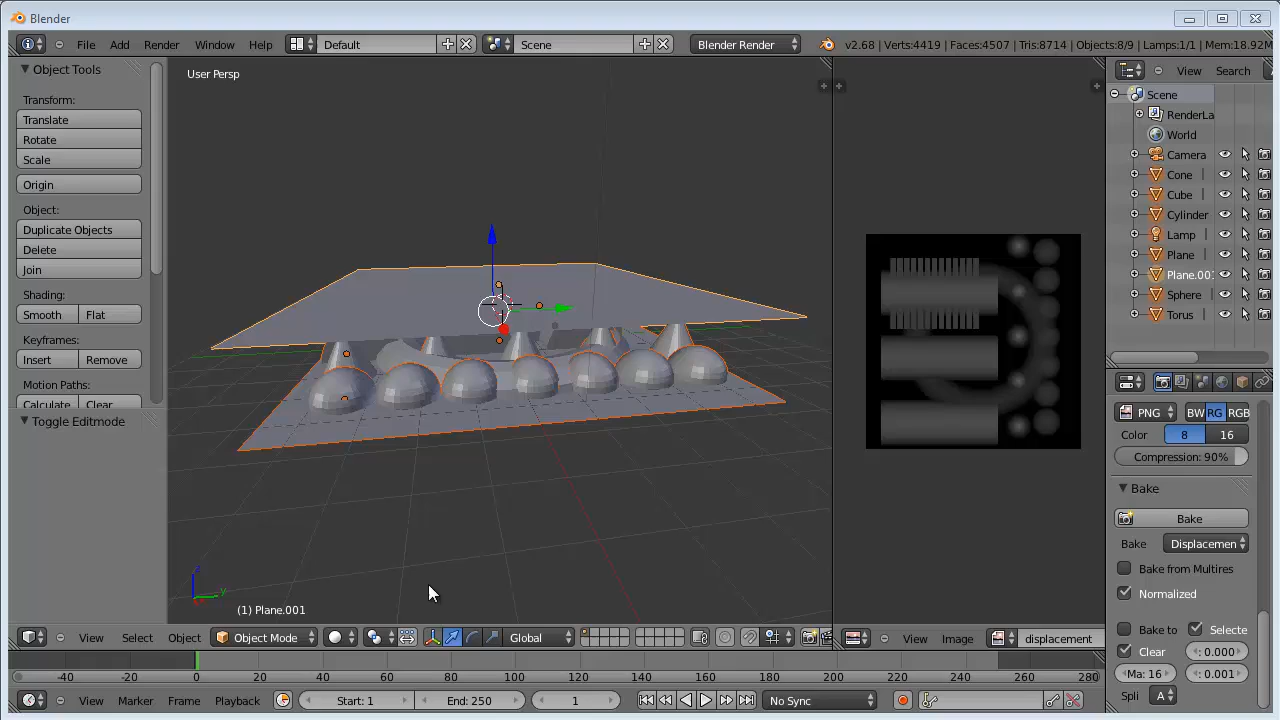 Blender
File Add Render Window Help Default Scene Blender Render v2.68 | Verts:4419 | Faces:4507 | Tris:8714 | Objects:8/9 | Lamps:1/1 | Mem:18.92M
Object Tools
Transform:
Translate
Rotate
Scale
Origin
Object:
Duplicate Objects
Delete
Join
Shading:
Smooth Flat
Keyframes:
Insert Remove
Motion Paths:
Calculate Clear
Toggle Editmode
User Persp
z
y
(1) Plane.001
View Select Object Object Mode Global
View Image displacement
View Search
Scene
RenderLa
World
Camera
Cone
Cube
Cylinder
Lamp
Plane
Plane.001
Sphere
Torus
PNG BW RG RGB
Color 8 16
Compression: 90%
Bake
Bake
Bake Displacemen
Bake from Multires
Normalized
Bake to Selecte
Clear : 0.000
Ma: 16 : 0.001
Spli A
-40 -20 0 20 40 60 80 100 120 140 160 180 200 220 240 260 280
View Marker Frame Playback Start: 1 End: 250 1 No Sync